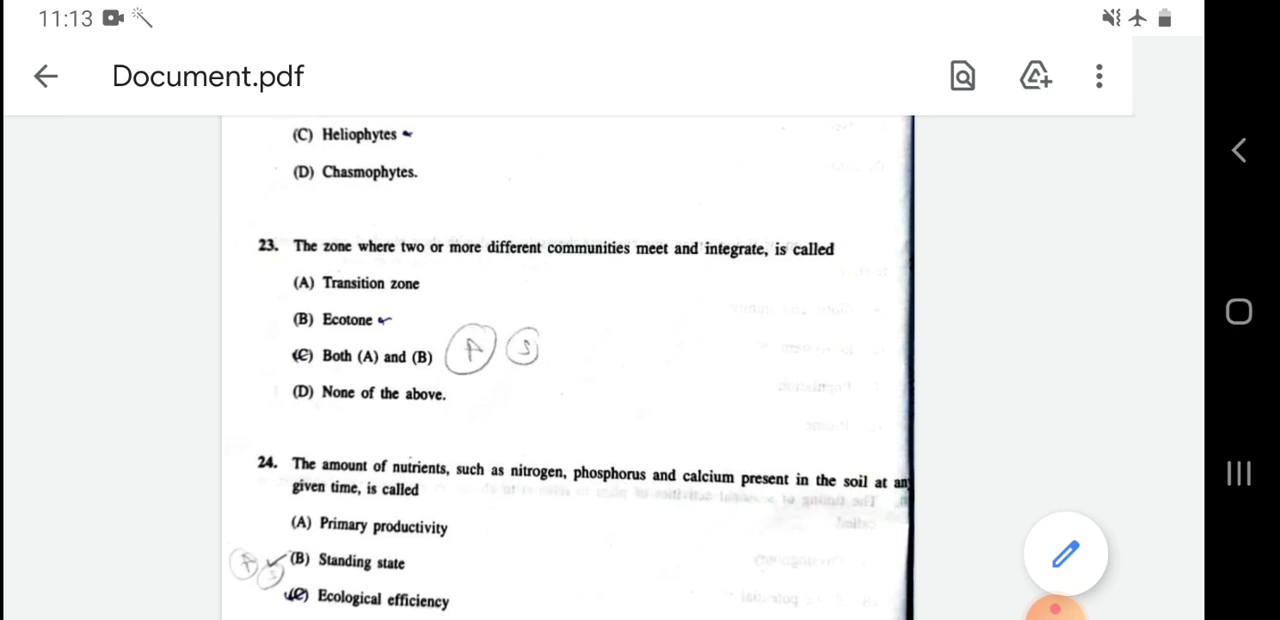 11:13
Document.pdf
(C) Heliophytes
(D) Chasmophytes.
23. The zone where two or more different communities meet and integrate, is called
(A) Transition zone
(B) Ecotone
(C) Both (A) and (B)
A S
(D) None of the above.
24. The amount of nutrients, such as nitrogen, phosphorus and calcium present in the soil at an
given time, is called
(A) Primary productivity
(B) Standing state
(C) Ecological efficiency